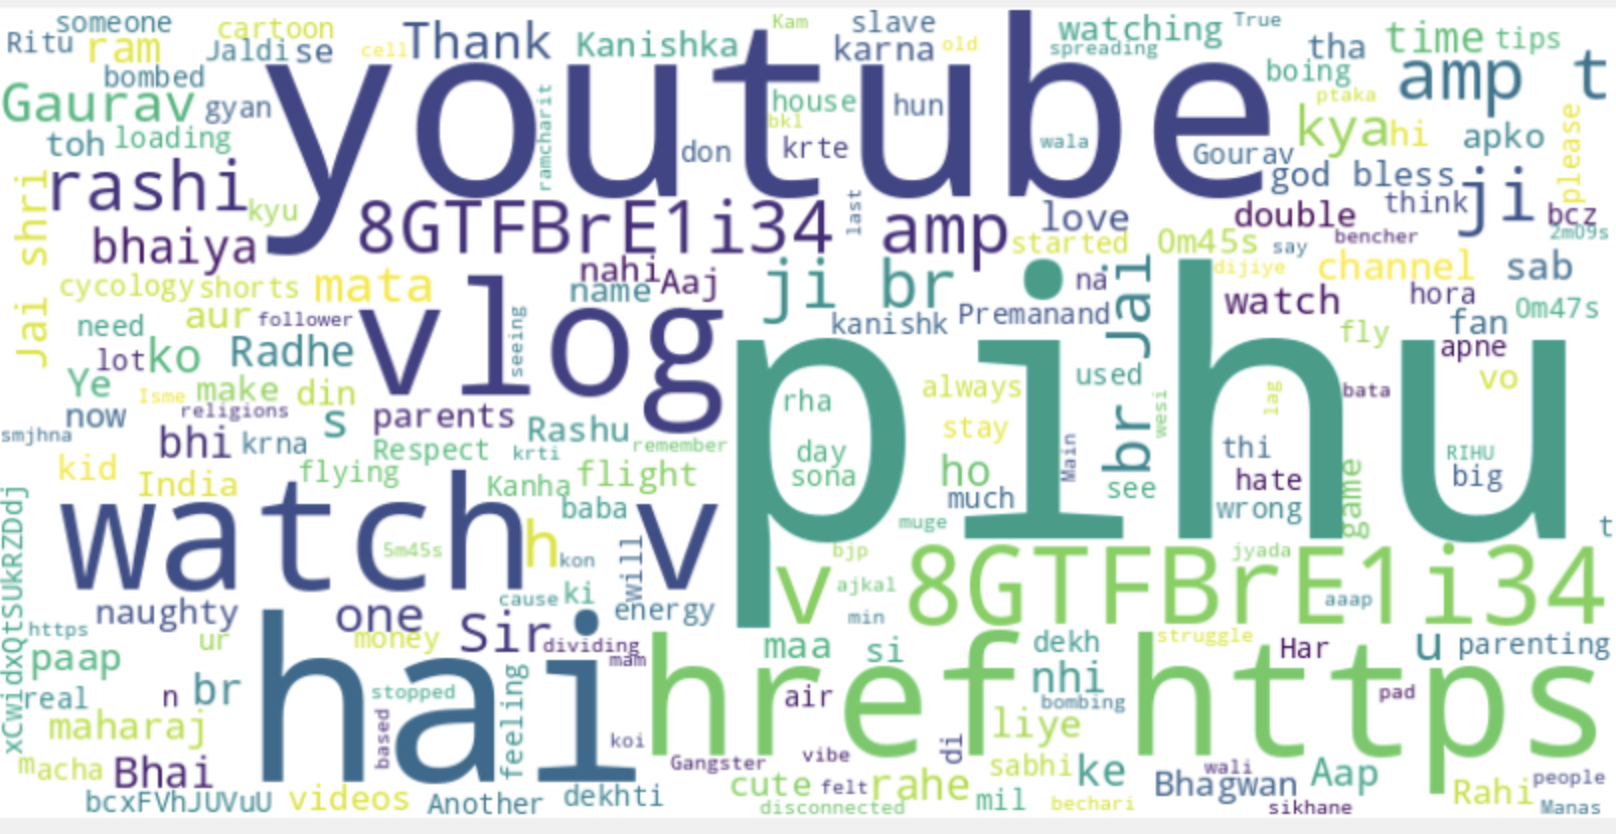 someone
cartoon
Ritu
ram
Jaldi se
cell
Thank
Kanishka
Kam
slave
karna
old
watching
spreading
True
tha
time
tips
bombed
Gaurav
gyan
youtube
ramcharit
house
bkl
hun
wala
boing
amp t
ptaka
kya
hi
apko
please
toh
loading
don
krte
Gourav
god bless
think
ji
Jai shri
rashi
kyu
bhaiya
8GTFBrE1i34 amp
last
love
started
double
bcz
0m45s
say
bencher
2m09s
cycology
shorts
mata
nahi
name
Aaj
ji br
na
br Jai
dijiye
channel
sab
watch
hora
0m47s
need
aur
follower
vlog
seeing
kanishk
Premanand
fly
fan
apne
lot
ko
Radhe
pihu
used
Ye
Isme
make
din
rha
always
wesi
lag
bata
vo
now
religions
s
parents
stay
smjhna
bhi
krna
Respect
krti
Rashu
remember
day
sona
Main
thi
RIHU
kid
India
flying
Kanha
flight
ho
much
see
hate
big
wrong
game
xCwidxQtSUkRZDdj
watch v
5m45s
h
kon
baba
will
muge
t
bjp
v 8GTFBrE1i34
jyada
ajkal
aaap
naughty
one
cause
ki
energy
min
https
ur
money
Sir
dividing
mam
maa
si
dekh
struggle
Har
u
parenting
paap
hai
href https
real
n
br
stopped
feeling
air
nhi
bombing
pad
maharaj
based
koi
di
liye
macha
Bhai
Gangster
vibe
sabhi
ke
wali
Bhagwan
Aap
people
bcxFVhJUVuU
videos
Another
dekhti
cute
felt
rahe
mil
bechari
sikhane
Rahi
Manas
disconnected